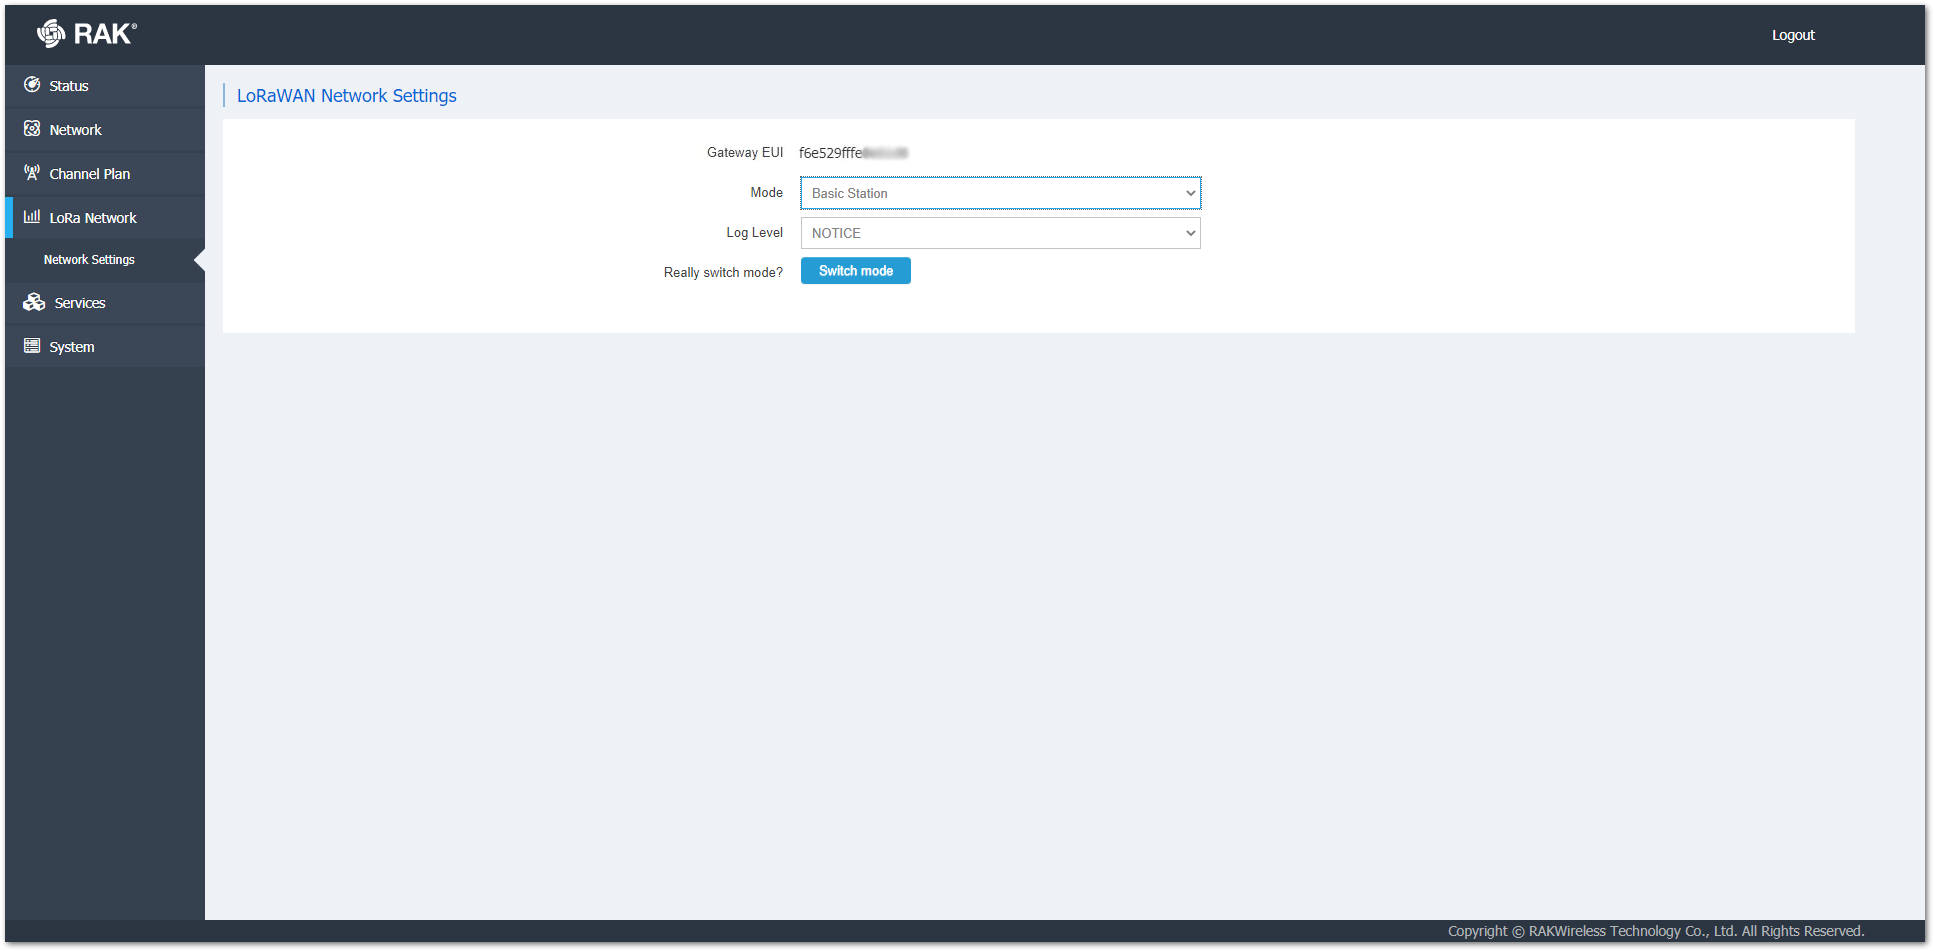 RAK®
Logout
Status
Network
Channel Plan
LoRa Network
Network Settings
Services
System
LoRaWAN Network Settings
Gateway EUI f6e529fffe
Mode Basic Station
Log Level NOTICE
Really switch mode? Switch mode
Copyright © RAKWireless Technology Co., Ltd. All Rights Reserved.